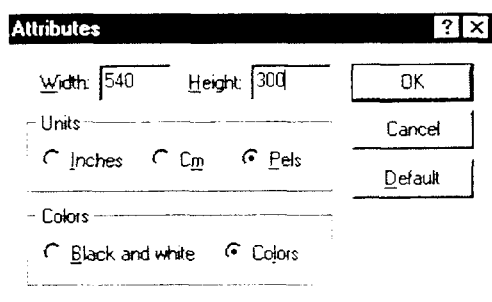 Attributes ? ×
Width: 540 Height: 300 OK
Units Cancel
Inches Cm Pels
Default
Colors
Black and white Colors